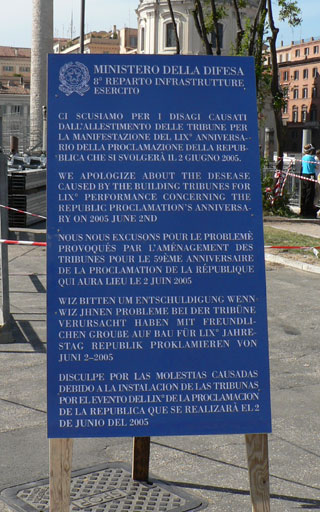 MINISTERO DELLA DIFESA
8° REPARTO INFRASTRUTTURE
ESERCITO
CI SCUSIAMO PER I DISAGI CAUSATI
DALL'ALLESTIMENTO DELLE TRIBUNE PER
LA MANIFESTAZIONE DEL LIX° ANNIVERSA-
RIO DELLA PROCLAMAZIONE DELLA REPUB-
BLICA CHE SI SVOLGERÀ IL 2 GIUGNO 2005.
WE APOLOGIZE ABOUT THE DESEASE
CAUSED BY THE BUILDING TRIBUNES FOR
LIX° PERFORMANCE CONCERNING THE
REPUBLIC PROCLAMATION'S ANNIVERSA-
RY ON 2005 JUNE 2ND
NOUS NOUS EXCUSONS POUR LE PROBLEMÈ
PROVOQUÉS PAR L'AMÉNAGEMENT DES
TRIBUNES POUR LE 59ÈME ANNIVERSAIRE
DE LA PROCLAMATION DE LA RÉPUBLIQUE
QUI AURA LIEU LE 2 JUIN 2005
WIZ BITTEN UM ENTSCHULDIGUNG WENN
WIZ JHNEN PROBLEME BEI DER TRIBÜNE
VERURSACHT HABEN MIT FREUNDLI-
CHEN GROUBE AUF BAU FÜR LIX° JAHRE-
STAG REPUBLIK PROKLAMIEREN VON
JUNI 2-2005
DISCULPE POR LAS MOLESTIAS CAUSADAS
DEBIDO A LA INSTALACION DE LAS TRIBUNAS
POR EL EVENTO DEL LIX° DE LA PROCLAMACION
DE LA REPUBLICA QUE SE REALIZARÁ EL 2
DE JUNIO DEL 2005